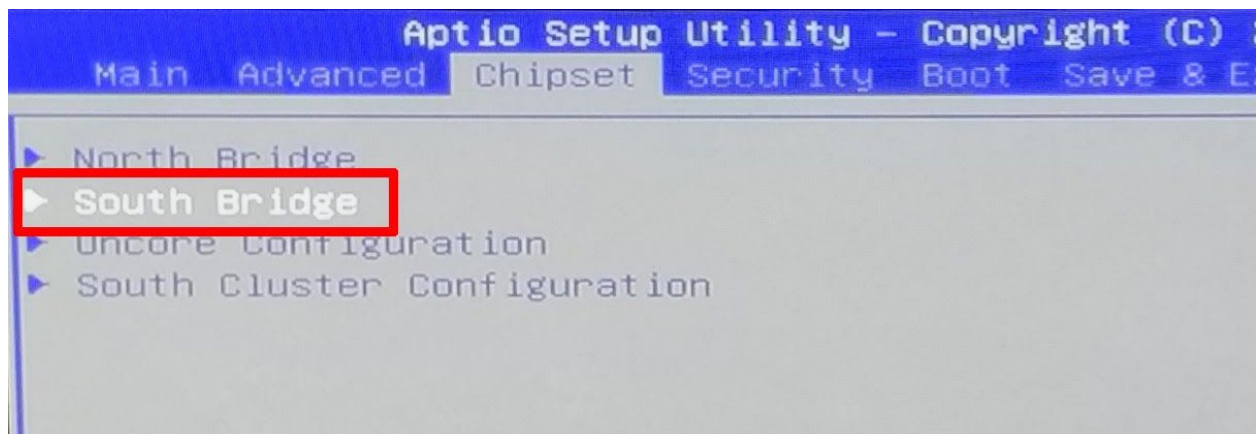 Aptio Setup Utility – Copyright (C)
Main Advanced Chipset Security Boot Save &
North Bridge
South Bridge
Uncore Configuration
South Cluster Configuration